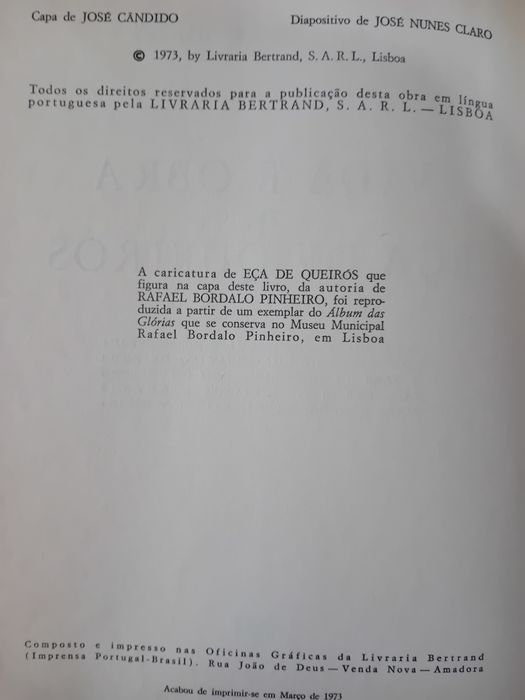 Capa de JOSÉ CÂNDIDO
Diapositivo de JOSÉ NUNES CLARO
© 1973, by Livraria Bertrand, S. A. R. L., Lisboa
Todos os direitos reservados para a publicação desta obra em língua
portuguesa pela LIVRARIA BERTRAND, S. A. R. L. — LISBOA
A caricatura de EÇA DE QUEIRÓS que
figura na capa deste livro, da autoria de
RAFAEL BORDALO PINHEIRO, foi repro-
duzida a partir de um exemplar do Álbum das
Glórias que se conserva no Museu Municipal
Rafael Bordalo Pinheiro, em Lisboa
Composto e impresso nas Oficinas Gráficas da Livraria Bertrand
(Imprensa Portugal-Brasil). Rua João de Deus — Venda Nova — Amadora
Acabou de imprimir-se em Março de 1973